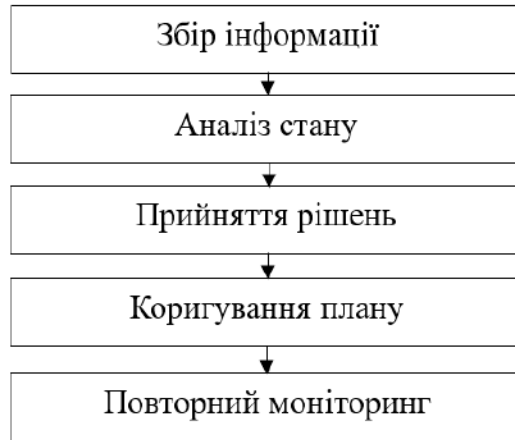 Збір інформації
Аналіз стану
Прийняття рішень
Коригування плану
Повторний моніторинг